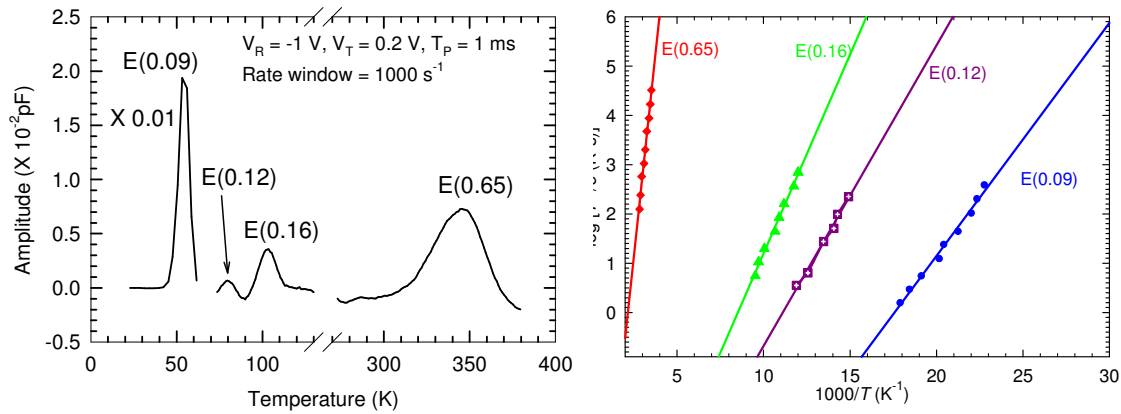 2.5
2.0
1.5
1.0
0.5
0.0
-0.5
Amplitude (X 10⁻²pF)
V_R = -1 V, V_T = 0.2 V, T_P = 1 ms
Rate window = 1000 s⁻¹
E(0.09)
X 0.01
E(0.12)
E(0.16)
E(0.65)
0 50 100 300 350 400
Temperature (K)
6
5
4
3
2
1
0
E(0.65)
E(0.16)
E(0.12)
E(0.09)
5 10 15 20 25 30
1000/T (K⁻¹)